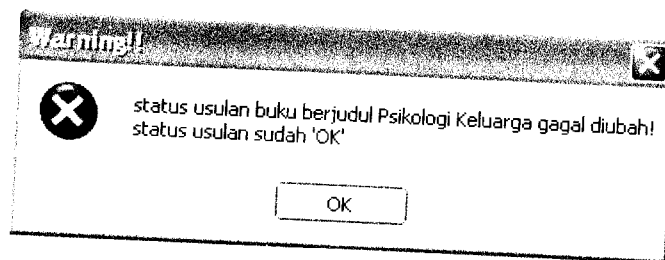 Warning!!
status usulan buku berjudul Psikologi Keluarga gagal diubah!
status usulan sudah 'OK'
OK